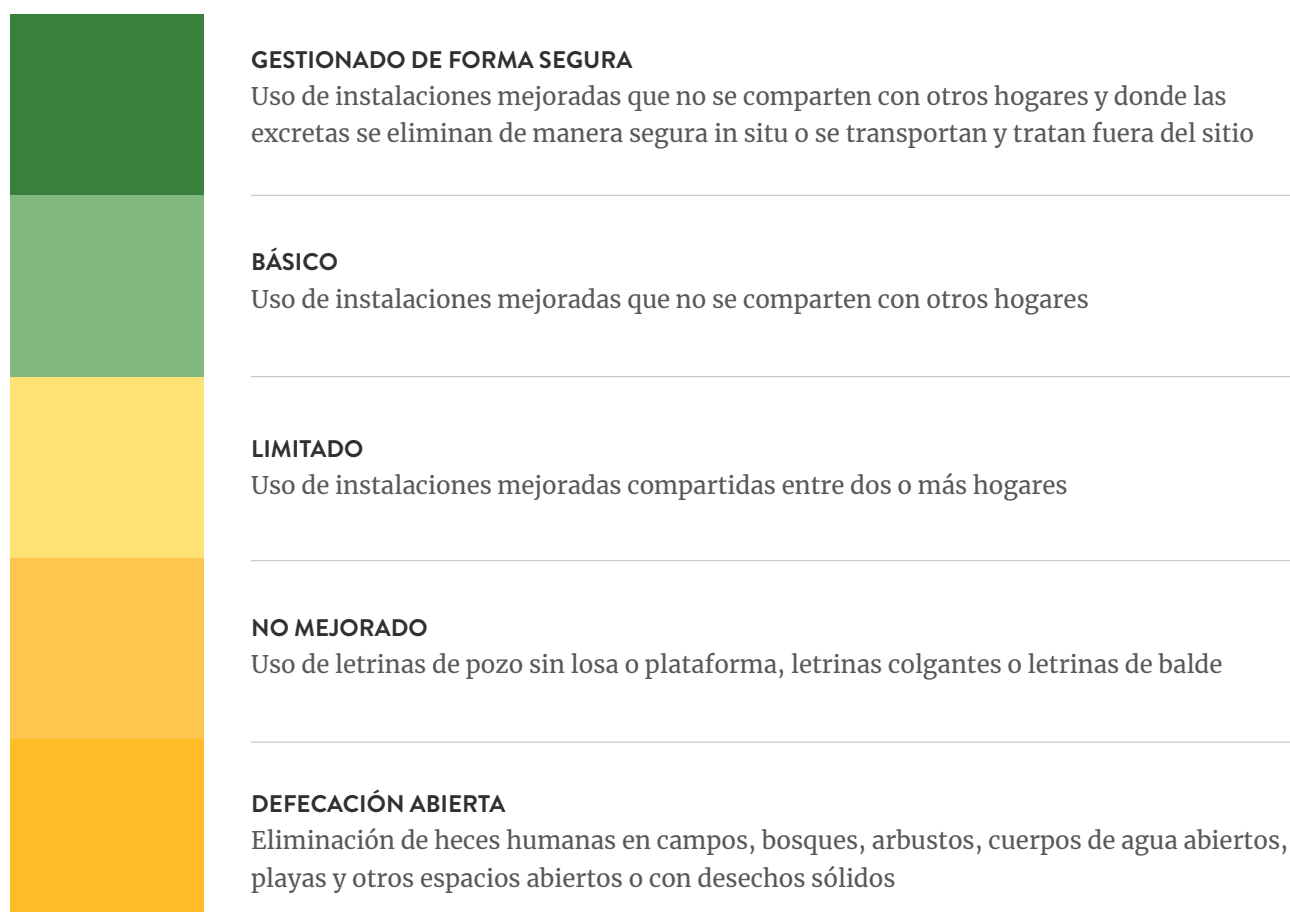 GESTIONADO DE FORMA SEGURA
Uso de instalaciones mejoradas que no se comparten con otros hogares y donde las
excretas se eliminan de manera segura in situ o se transportan y tratan fuera del sitio
BÁSICO
Uso de instalaciones mejoradas que no se comparten con otros hogares
LIMITADO
Uso de instalaciones mejoradas compartidas entre dos o más hogares
NO MEJORADO
Uso de letrinas de pozo sin losa o plataforma, letrinas colgantes o letrinas de balde
DEFECACIÓN ABIERTA
Eliminación de heces humanas en campos, bosques, arbustos, cuerpos de agua abiertos,
playas y otros espacios abiertos o con desechos sólidos